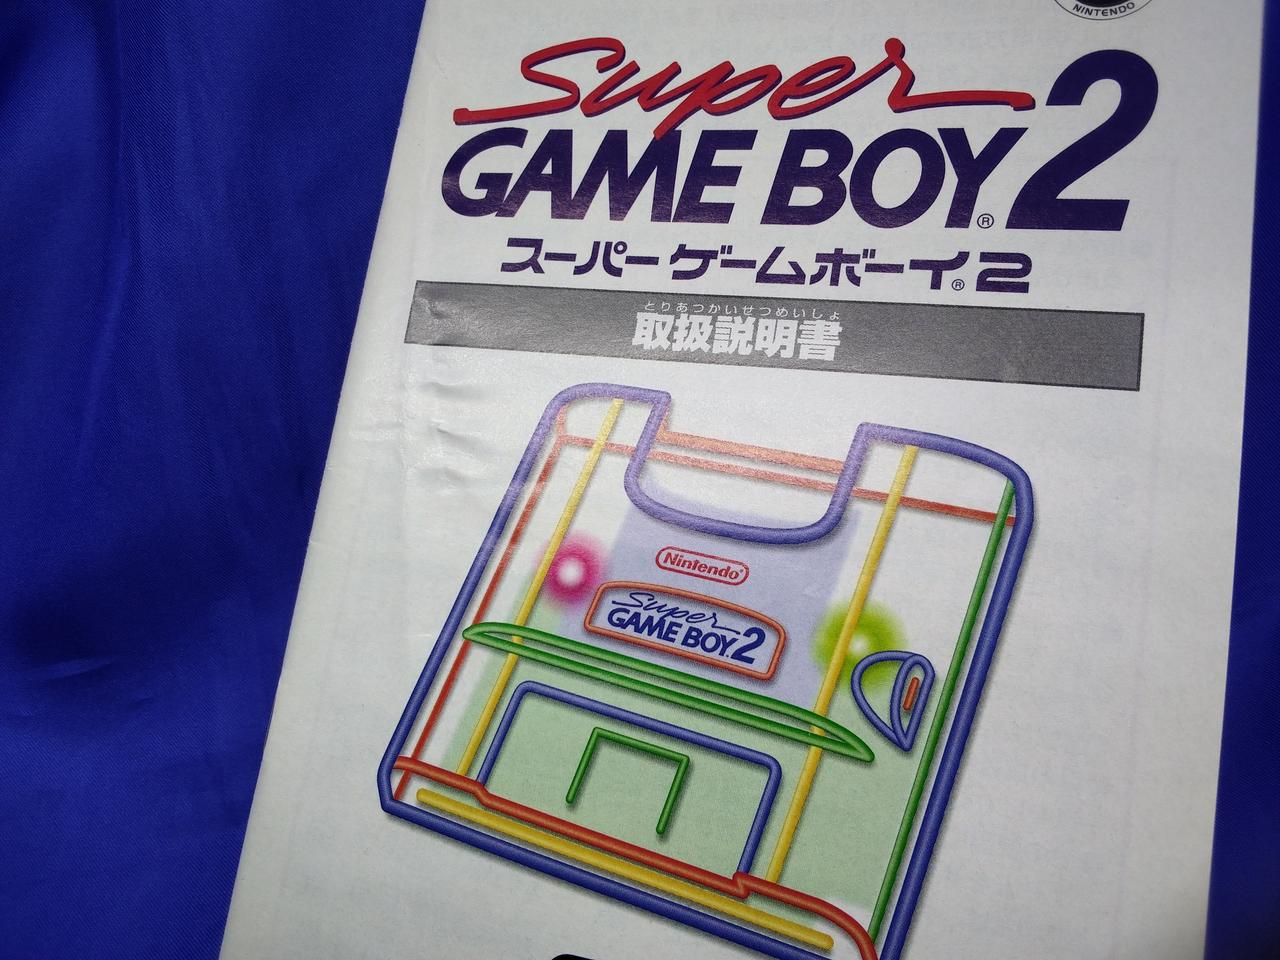 NINTENDO
Super
GAME BOY®2
スーパーゲームボーイ®2
とりあつかいせつめいしょ
取扱説明書
Nintendo®
Super
GAME BOY.2